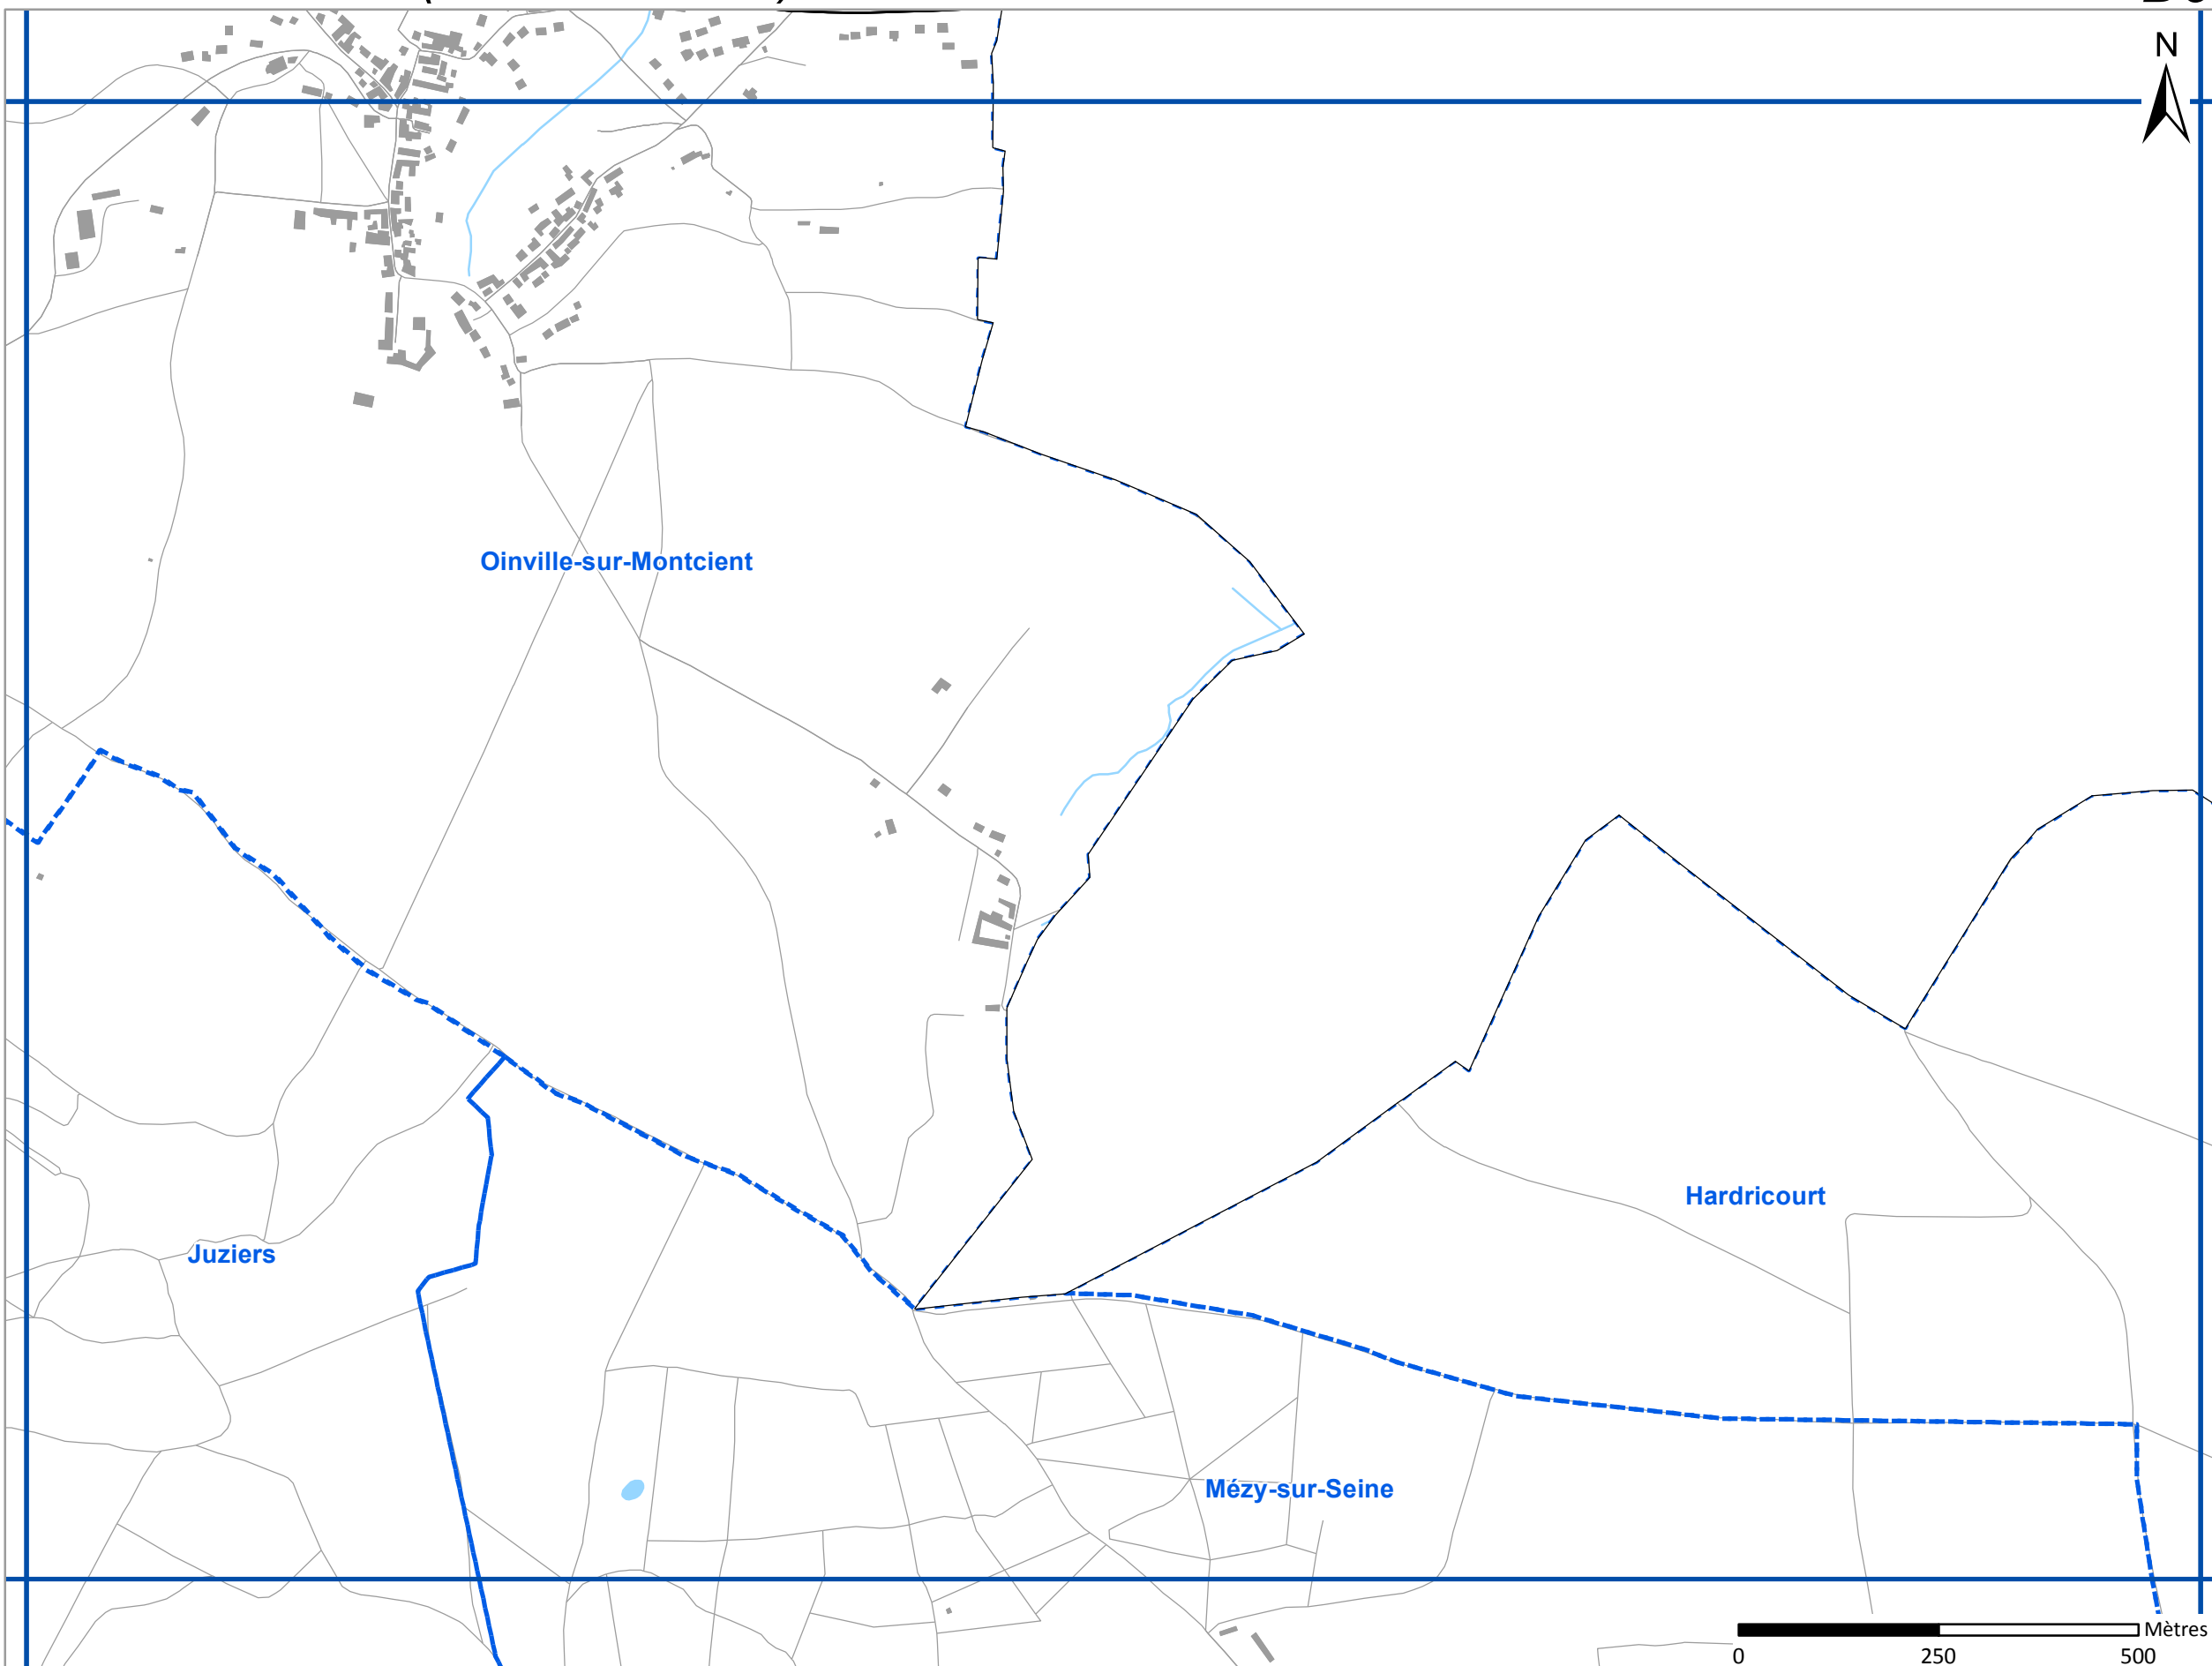 N
Oinville-sur-Montcient
Hardricourt
Juziers
Mézy-sur-Seine
Mètres
0 250 500